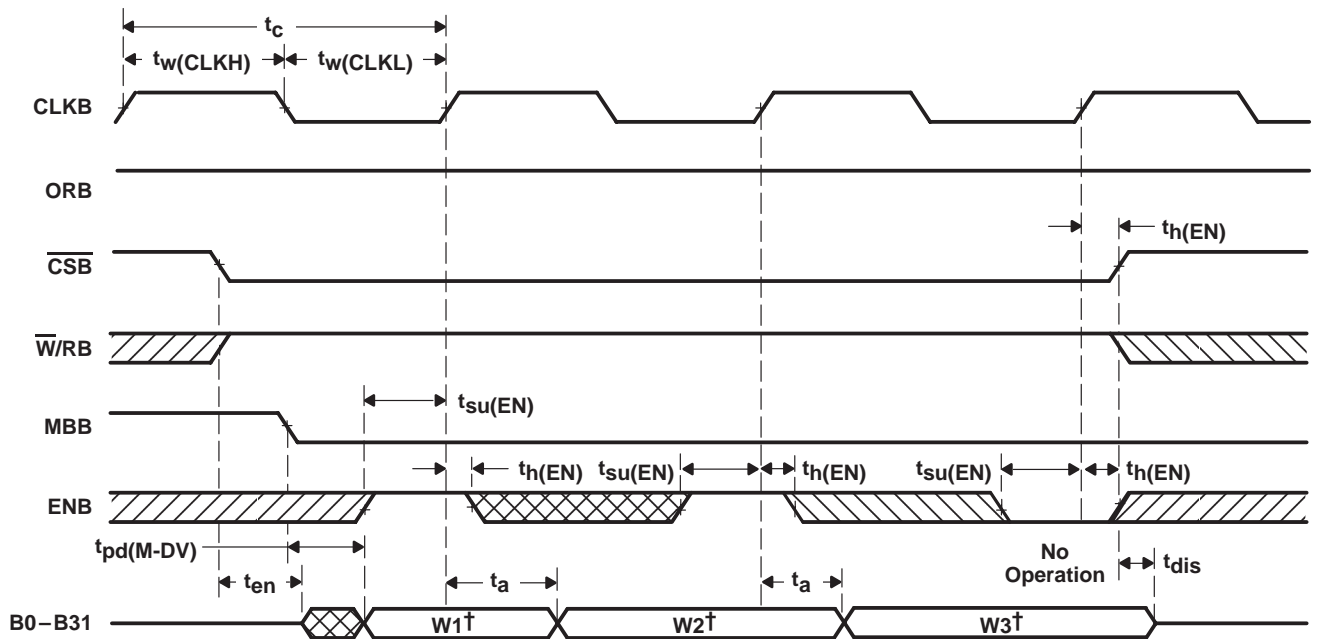 tc
tw(CLKH) tw(CLKL)
CLKB
ORB
th(EN)
CSB
W/RB
tsu(EN)
MBB
th(EN) tsu(EN) th(EN) tsu(EN) th(EN)
ENB
tpd(M-DV)
No
Operation
ten ta ta tdis
B0–B31 W1† W2† W3†